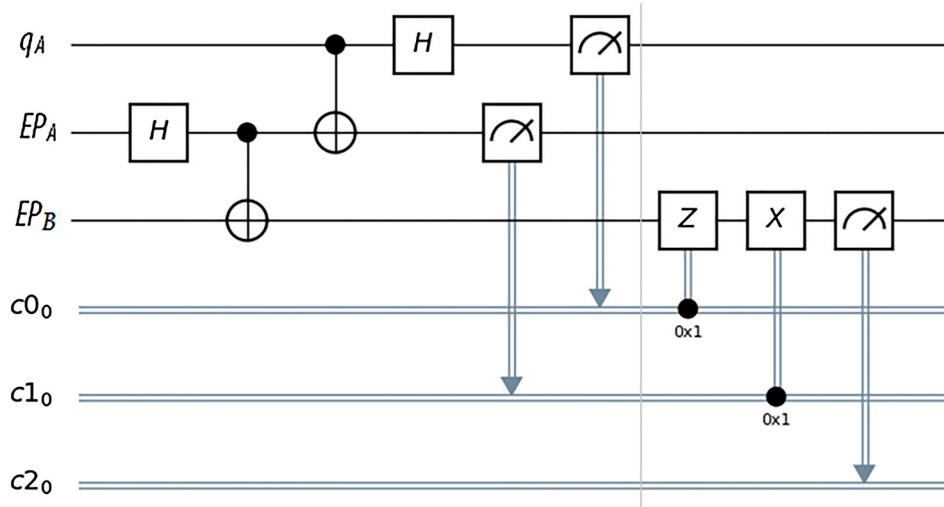 qA H
EPA H
EPB Z X
c0₀ 0x1
c1₀ 0x1
c2₀